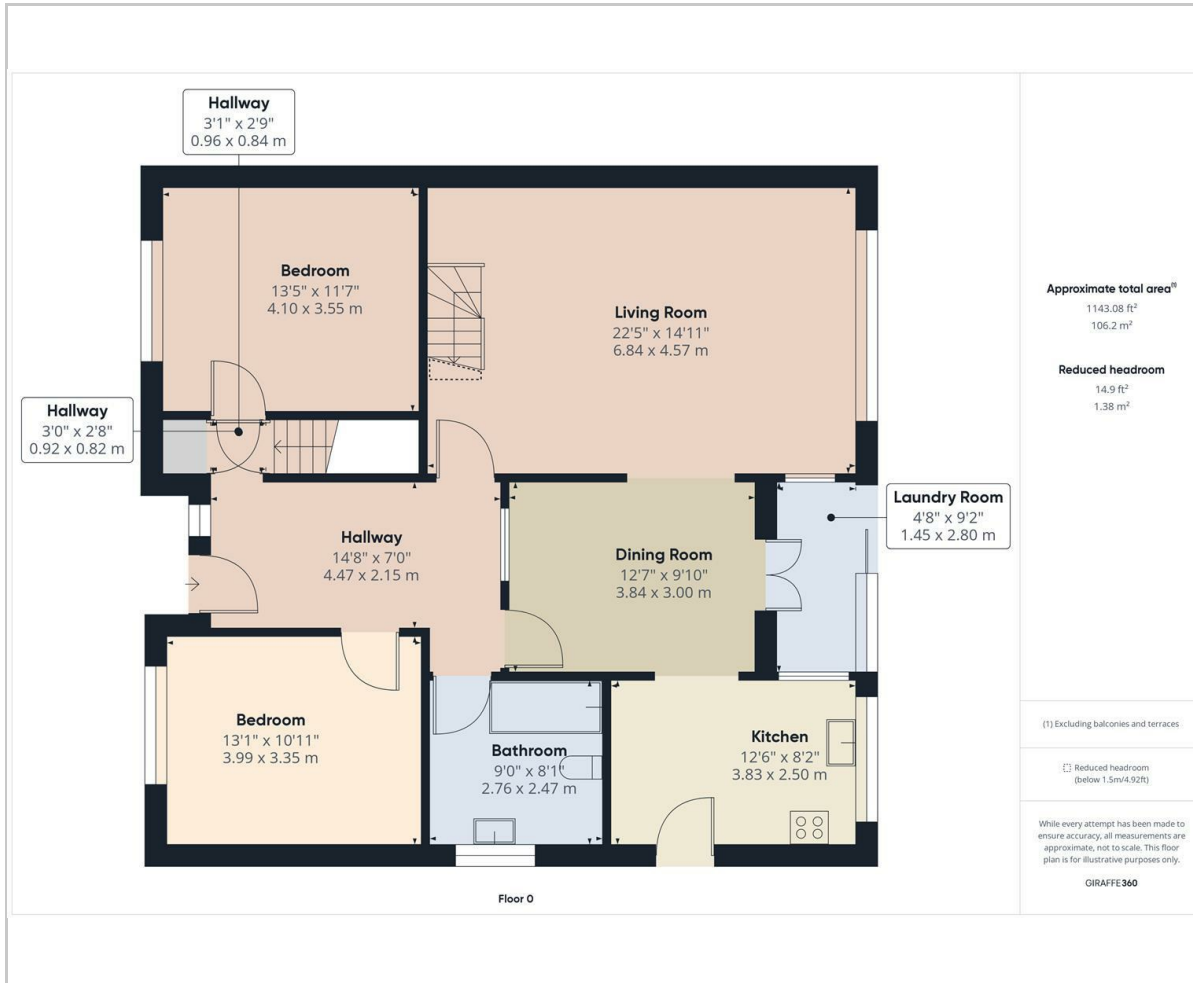 Hallway
3'1" x 2'9"
0.96 x 0.84 m
Bedroom
13'5" x 11'7"
4.10 x 3.55 m
Living Room
22'5" x 14'11"
6.84 x 4.57 m
Hallway
3'0" x 2'8"
0.92 x 0.82 m
Laundry Room
4'8" x 9'2"
1.45 x 2.80 m
Hallway
14'8" x 7'0"
4.47 x 2.15 m
Dining Room
12'7" x 9'10"
3.84 x 3.00 m
Bedroom
13'1" x 10'11"
3.99 x 3.35 m
Bathroom
9'0" x 8'1"
2.76 x 2.47 m
Kitchen
12'6" x 8'2"
3.83 x 2.50 m
Floor 0
Approximate total area⁽¹⁾
1143.08 ft²
106.2 m²
Reduced headroom
14.9 ft²
1.38 m²
(1) Excluding balconies and terraces
Reduced headroom
(below 1.5m/4.92ft)
While every attempt has been made to
ensure accuracy, all measurements are
approximate, not to scale. This floor
plan is for illustrative purposes only.
GIRAFFE360